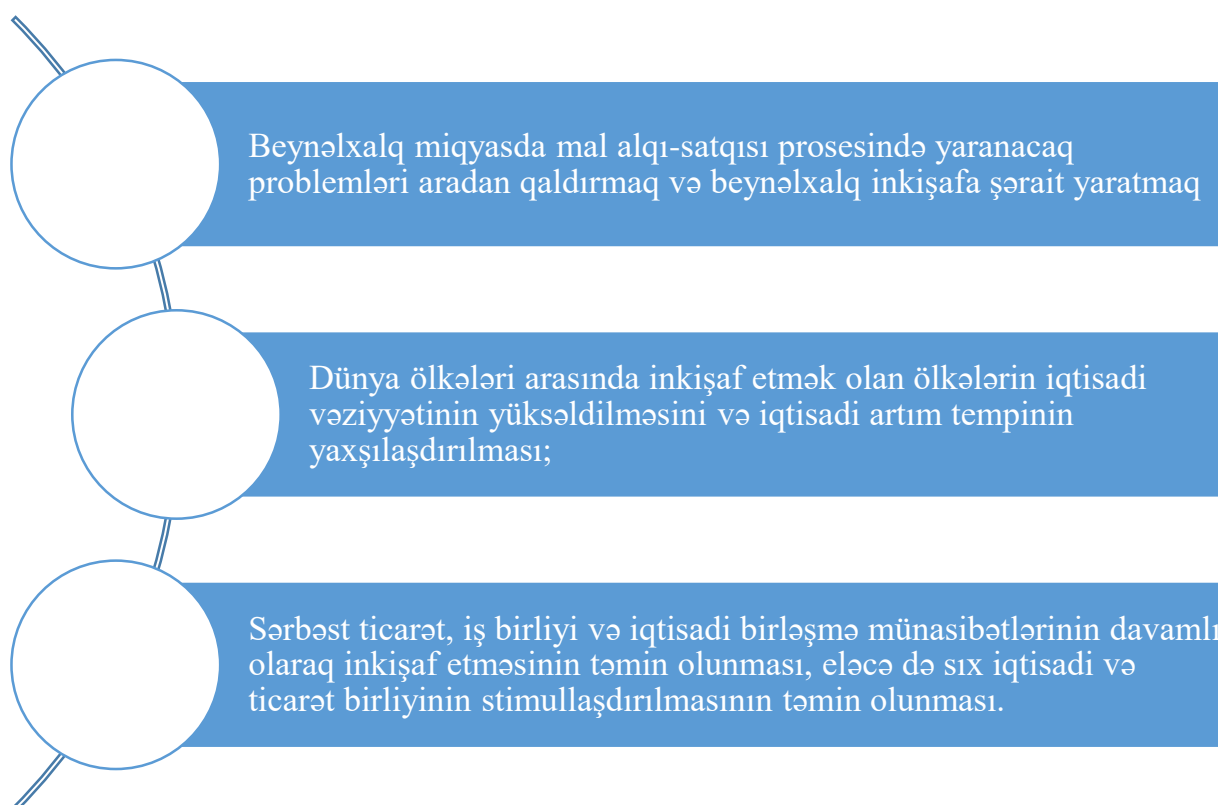 Beynəlxalq miqyasda mal alqı-satqısı prosesində yaranacaq
problemləri aradan qaldırmaq və beynəlxalq inkişafa şərait yaratmaq
Dünya ölkələri arasında inkişaf etmək olan ölkələrin iqtisadi
vəziyyətinin yüksəldilməsini və iqtisadi artım tempinin
yaxşılaşdırılması;
Sərbəst ticarət, iş birliyi və iqtisadi birləşmə münasibətlərinin davamlı
olaraq inkişaf etməsinin təmin olunması, eləcə də sıx iqtisadi və
ticarət birliyinin stimullaşdırılmasının təmin olunması.